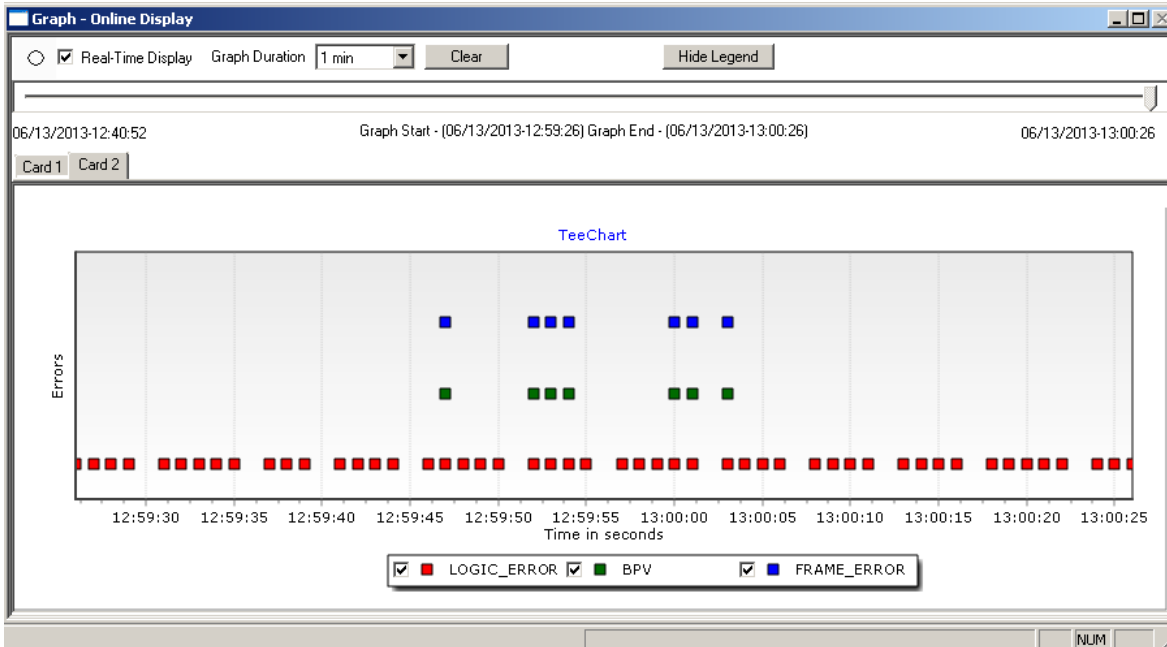 Graph - Online Display
Real-Time Display Graph Duration 1 min Clear Hide Legend
06/13/2013-12:40:52 Graph Start - (06/13/2013-12:59:26) Graph End - (06/13/2013-13:00:26) 06/13/2013-13:00:26
Card 1 Card 2
TeeChart
Errors
12:59:30 12:59:35 12:59:40 12:59:45 12:59:50 12:59:55 13:00:00 13:00:05 13:00:10 13:00:15 13:00:20 13:00:25
Time in seconds
LOGIC_ERROR BPV FRAME_ERROR
NUM